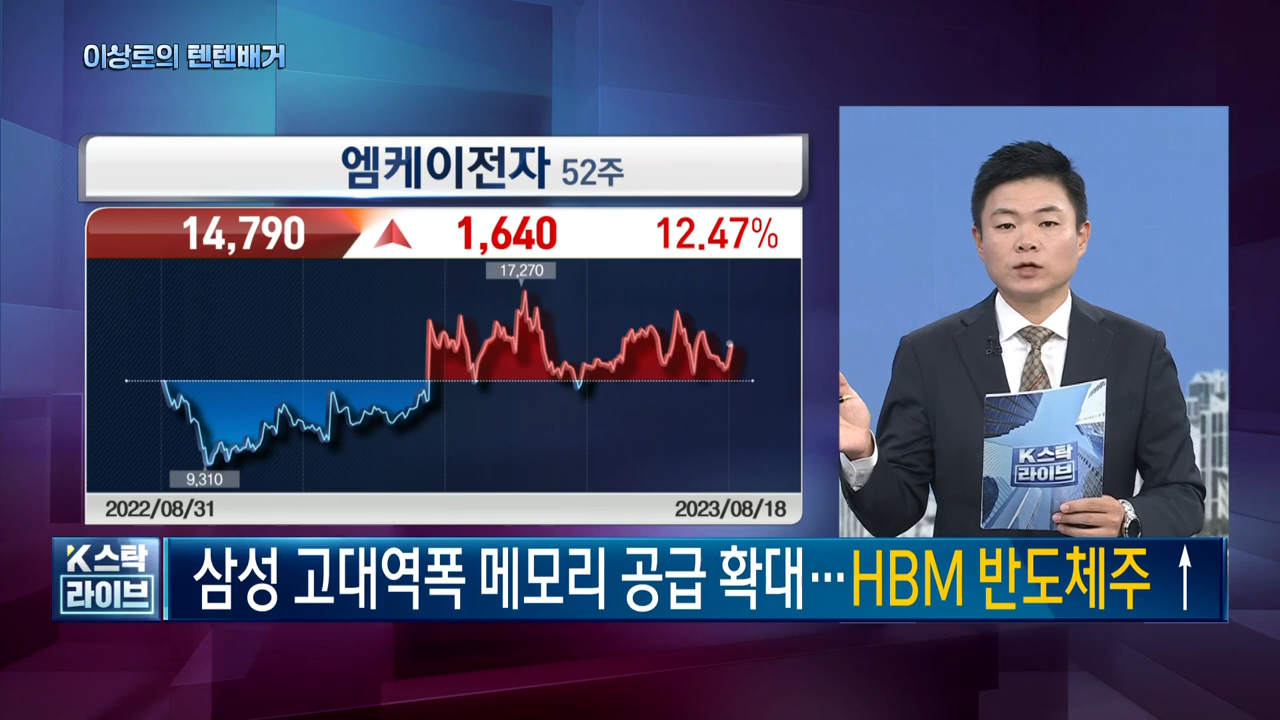 이상로의 텐텐배거
엠케이전자 52주
14,790 ▲ 1,640 12.47%
17,270
9,310
2022/08/31 2023/08/18
K스탁
라이브
K스탁
라이브
삼성 고대역폭 메모리 공급 확대…HBM 반도체주 ↑